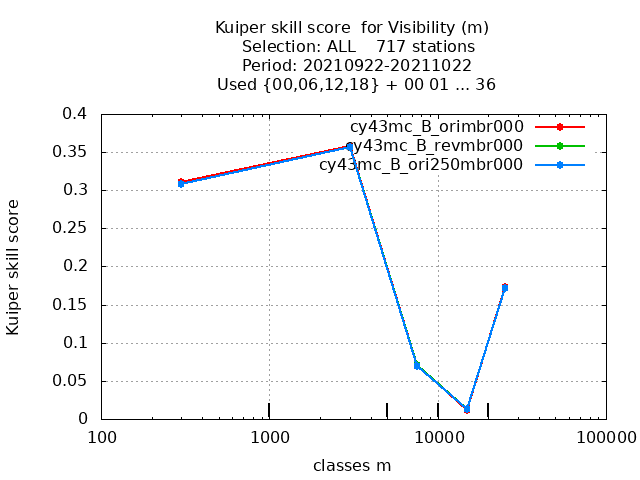 Kuiper skill score  for Visibility (m)
Selection: ALL    717 stations
Period: 20210922-20211022
Used {00,06,12,18} + 00 01 ... 36
cy43mc_B_orimbr000
cy43mc_B_revmbr000
cy43mc_B_ori250mbr000
Kuiper skill score
0.4
0.35
0.3
0.25
0.2
0.15
0.1
0.05
0
100 1000 10000 100000
classes m